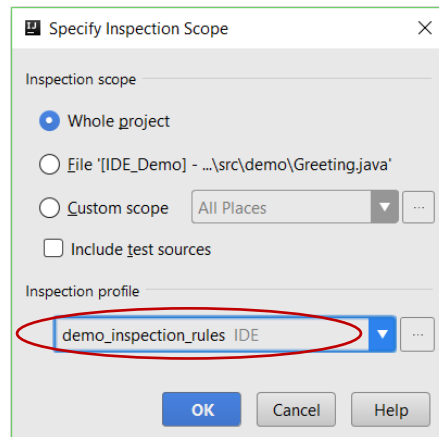 IJ Specify Inspection Scope
Inspection scope
Whole project
File '[IDE_Demo] - ...\src\demo\Greeting.java'
Custom scope All Places ...
Include test sources
Inspection profile
demo_inspection_rules IDE ...
OK Cancel Help